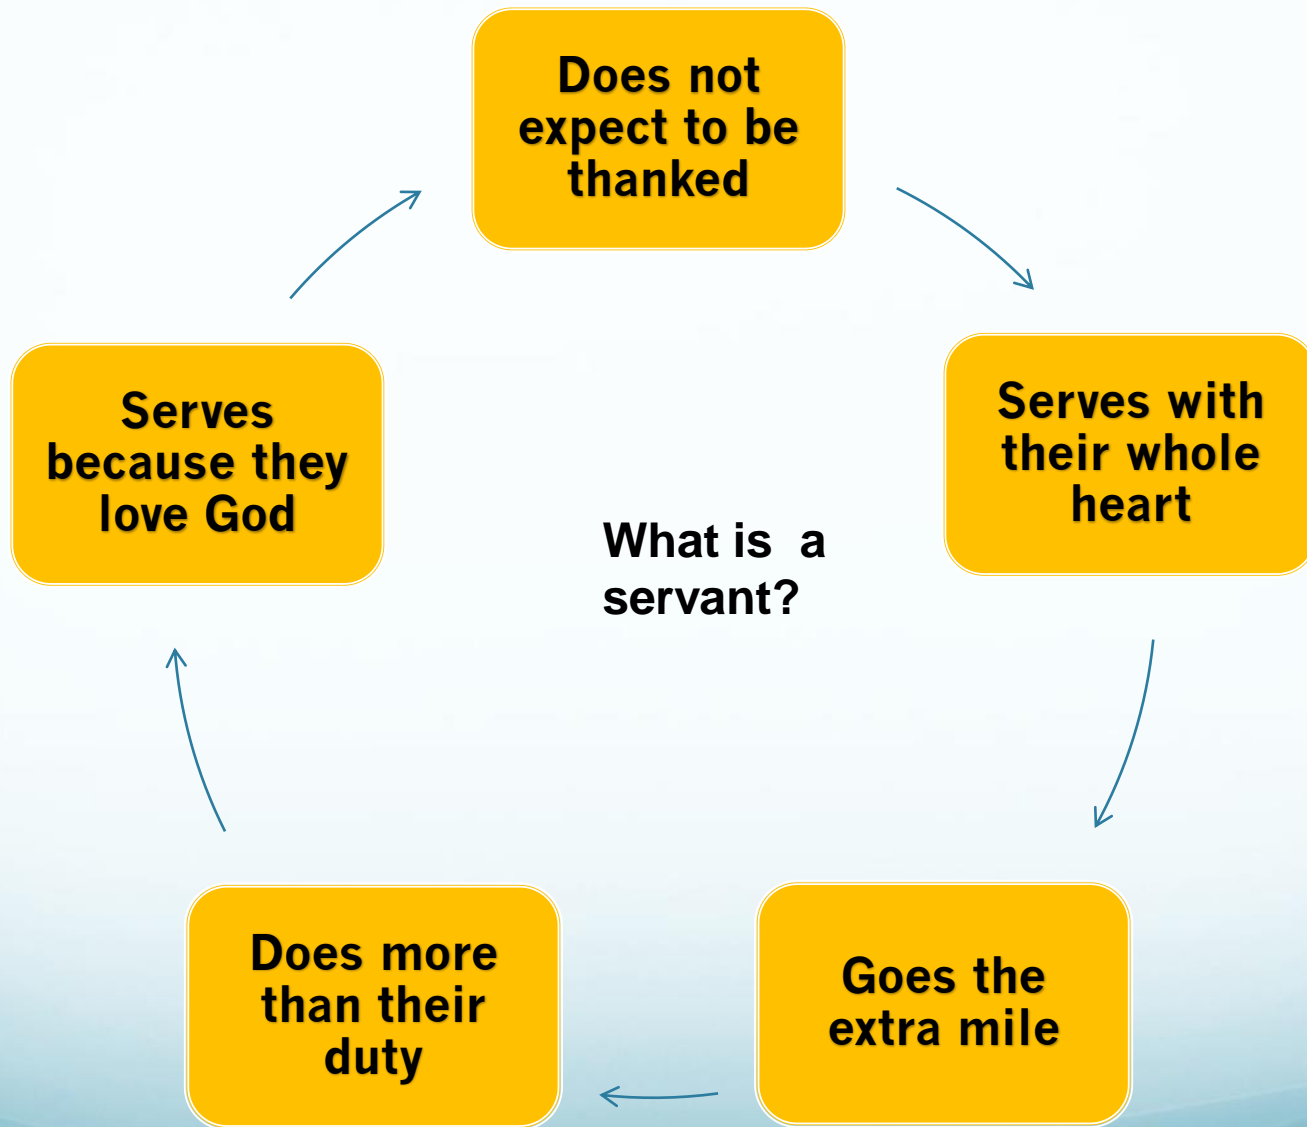 Does not
expect to be
thanked
Serves with
their whole
heart
Goes the
extra mile
Does more
than their
duty
Serves
because they
love God
What is  a
servant?